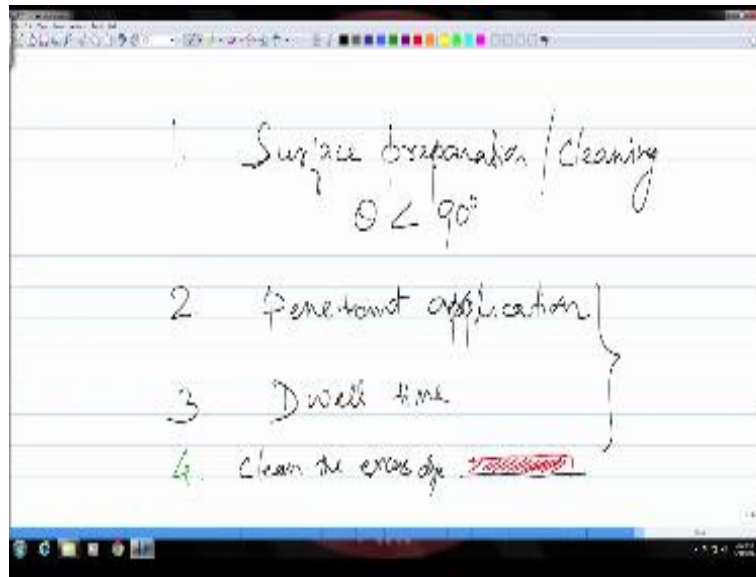 1. Surface preparation / Cleaning
θ < 90°
2 Penetrant application
3 Dwell time
4. Clean the excess dye